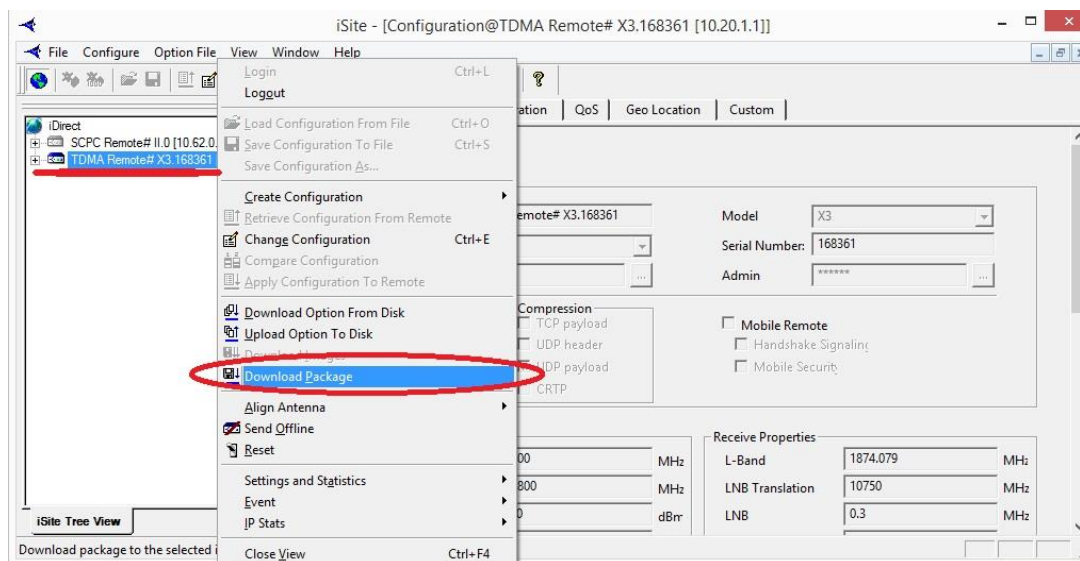 iSite - [Configuration@TDMA Remote# X3.168361 [10.20.1.1]]
File Configure Option File View Window Help
ation QoS Geo Location Custom
iDirect
SCPC Remote# II.0 [10.62.0.
TDMA Remote# X3.168361
Login Ctrl+L
Logout
Load Configuration From File Ctrl+O
Save Configuration To File Ctrl+S
Save Configuration As...
Create Configuration
Retrieve Configuration From Remote
Change Configuration Ctrl+E
Compare Configuration
Apply Configuration To Remote
Download Option From Disk
Upload Option To Disk
Download Images
Download Package
Align Antenna
Send Offline
Reset
Settings and Statistics
Event
IP Stats
Close View Ctrl+F4
emote# X3.168361
Model X3
Serial Number: 168361
Admin ******
Compression
TCP payload
UDP header
UDP payload
CRTP
Mobile Remote
Handshake Signaling
Mobile Security
00 MHz
800 MHz
0 dBm
Receive Properties
L-Band 1874.079 MHz
LNB Translation 10750 MHz
LNB 0.3 MHz
iSite Tree View
Download package to the selected i